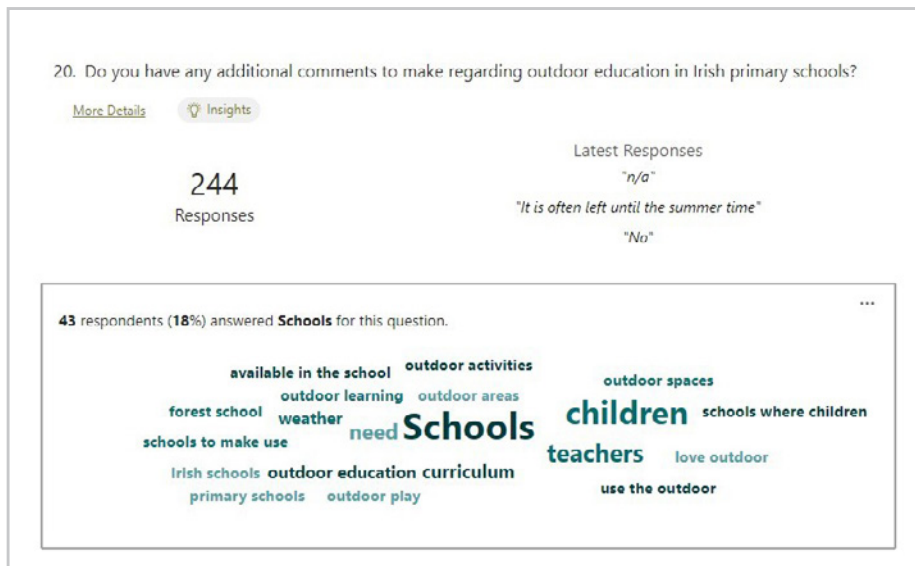 20. Do you have any additional comments to make regarding outdoor education in Irish primary schools?
More Details
Insights
244
Responses
Latest Responses
"n/a"
"It is often left until the summer time"
"No"
...
43 respondents (18%) answered Schools for this question.
available in the school
outdoor activities
outdoor spaces
outdoor learning
outdoor areas
forest school
weather
need
Schools
children
schools where children
schools to make use
teachers
love outdoor
Irish schools
outdoor education curriculum
use the outdoor
primary schools
outdoor play